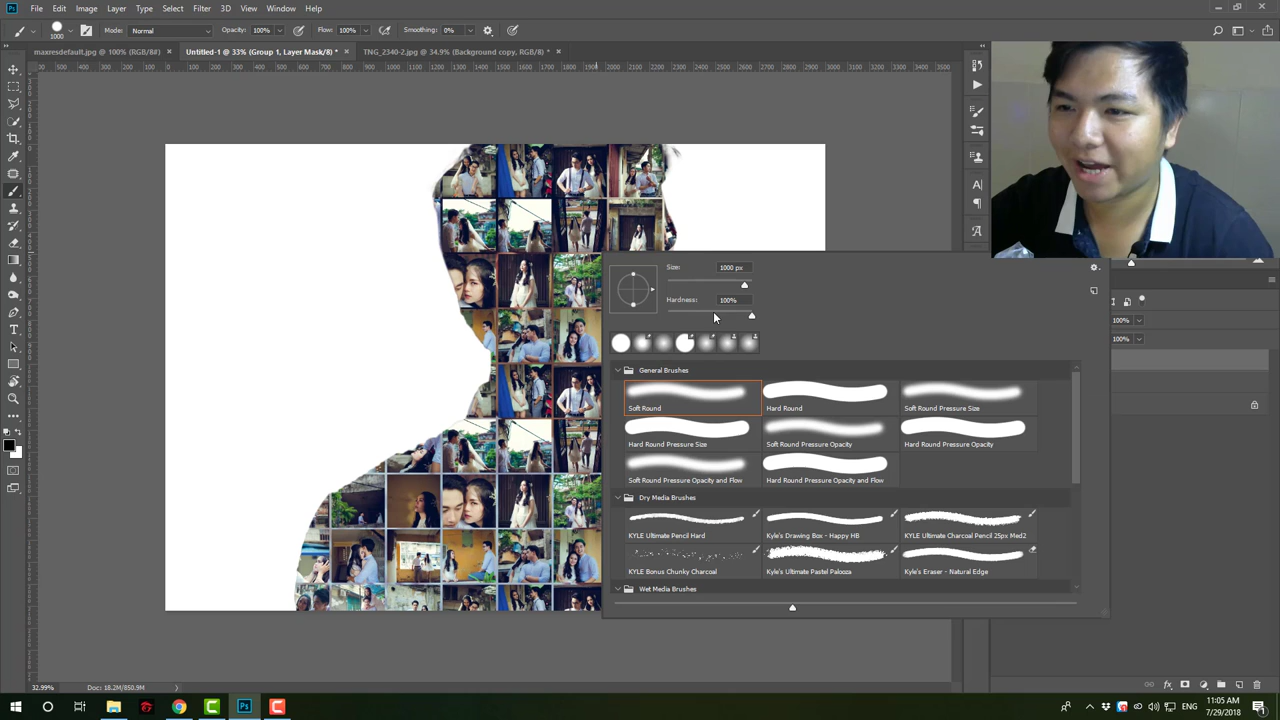 Ps File Edit Image Layer Type Select Filter 3D View Window Help
1000 Mode: Normal Opacity: 100% Flow: 100% Smoothing: 0%
maxresdefault.jpg @ 100% (RGB/8#) × Untitled-1 @ 33% (Group 1, Layer Mask/8) * × TNG_2340-2.jpg @ 34.9% (Background copy, RGB/8) * ×
Size: 1000 px
Hardness: 100%
100%
100%
General Brushes
Soft Round
Hard Round
Soft Round Pressure Size
Hard Round Pressure Size
Soft Round Pressure Opacity
Hard Round Pressure Opacity
Soft Round Pressure Opacity and Flow
Hard Round Pressure Opacity and Flow
Dry Media Brushes
KYLE Ultimate Pencil Hard
Kyle's Drawing Box - Happy HB
KYLE Ultimate Charcoal Pencil 25px Med2
KYLE Bonus Chunky Charcoal
Kyle's Ultimate Pastel Palooza
Kyle's Eraser - Natural Edge
Wet Media Brushes
32.99% Doc: 18.2M/850.9M
Ps ENG 11:05 AM
7/29/2018